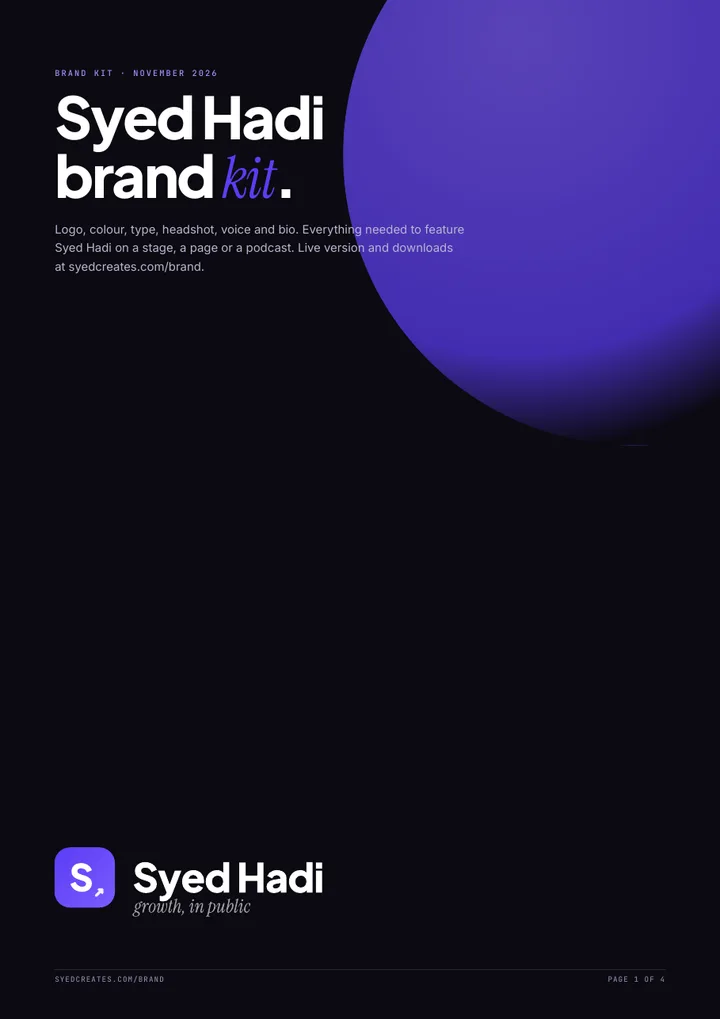 BRAND KIT · NOVEMBER 2026
Syed Hadi
brand kit.
Logo, colour, type, headshot, voice and bio. Everything needed to feature
Syed Hadi on a stage, a page or a podcast. Live version and downloads
at syedcreates.com/brand.
S
Syed Hadi
growth, in public
SYEDCREATES.COM/BRAND
PAGE 1 OF 4